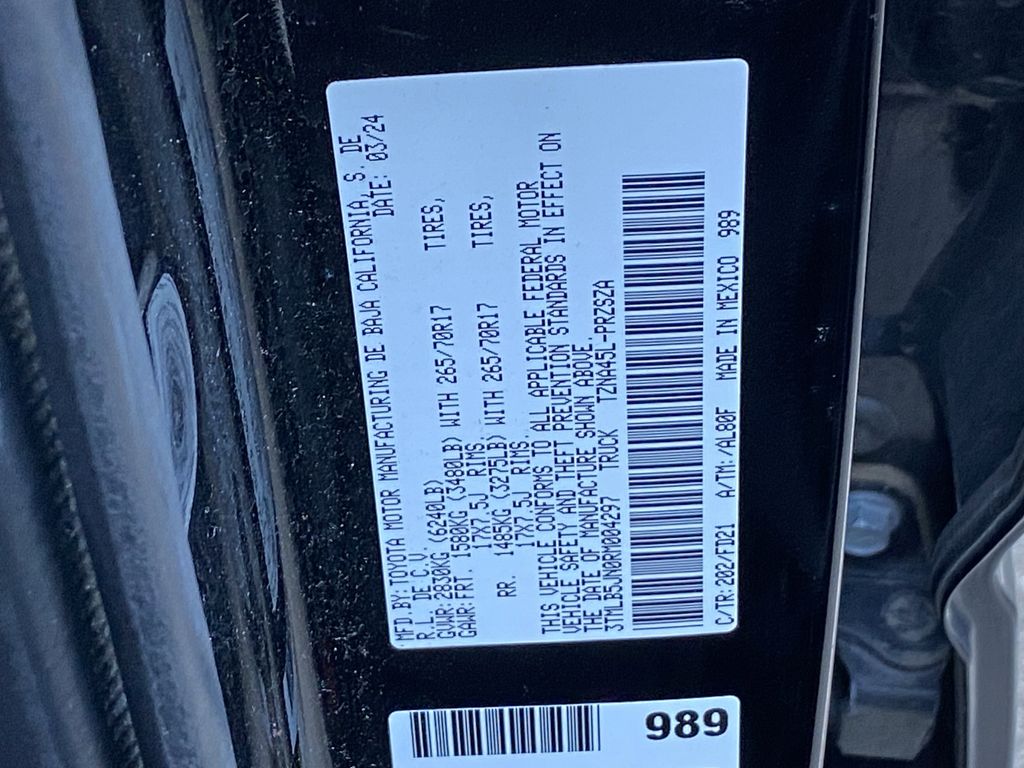 MFD.BY:TOYOTA MOTOR MANUFACTURING DE BAJA CALIFORNIA, S. DE
R.L. DE C.V. DATE: 03/24
GVWR:2830KG (6240LB)
GAWR:FRT. 1580KG (3480LB) WITH 265/70R17 TIRES,
17X7.5J RIMS.
RR. 1485KG (3275LB) WITH 265/70R17 TIRES,
17X7.5J RIMS.
THIS VEHICLE CONFORMS TO ALL APPLICABLE FEDERAL MOTOR
VEHICLE SAFETY AND THEFT PREVENTION STANDARDS IN EFFECT ON
THE DATE OF MANUFACTURE SHOWN ABOVE.
3TMLB5JN0RM004297 TRUCK TZNA45L-PRZSZA
C/TR:202/FD21 A/TM:/AL80F MADE IN MEXICO 989
989